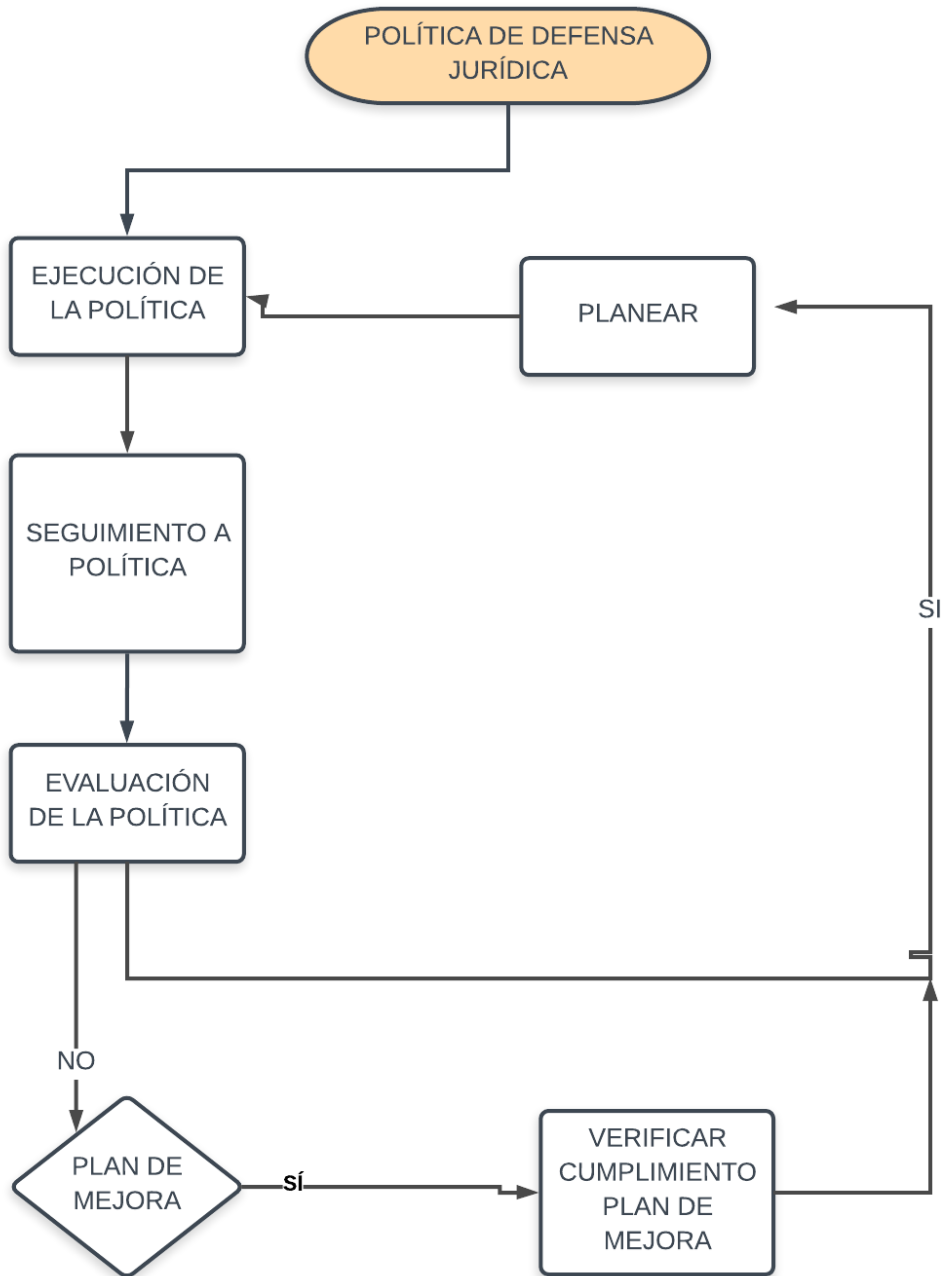 POLÍTICA DE DEFENSA
JURÍDICA
EJECUCIÓN DE
LA POLÍTICA
PLANEAR
SEGUIMIENTO A
POLÍTICA
SI
EVALUACIÓN
DE LA POLÍTICA
NO
PLAN DE
MEJORA
SÍ
VERIFICAR
CUMPLIMIENTO
PLAN DE
MEJORA